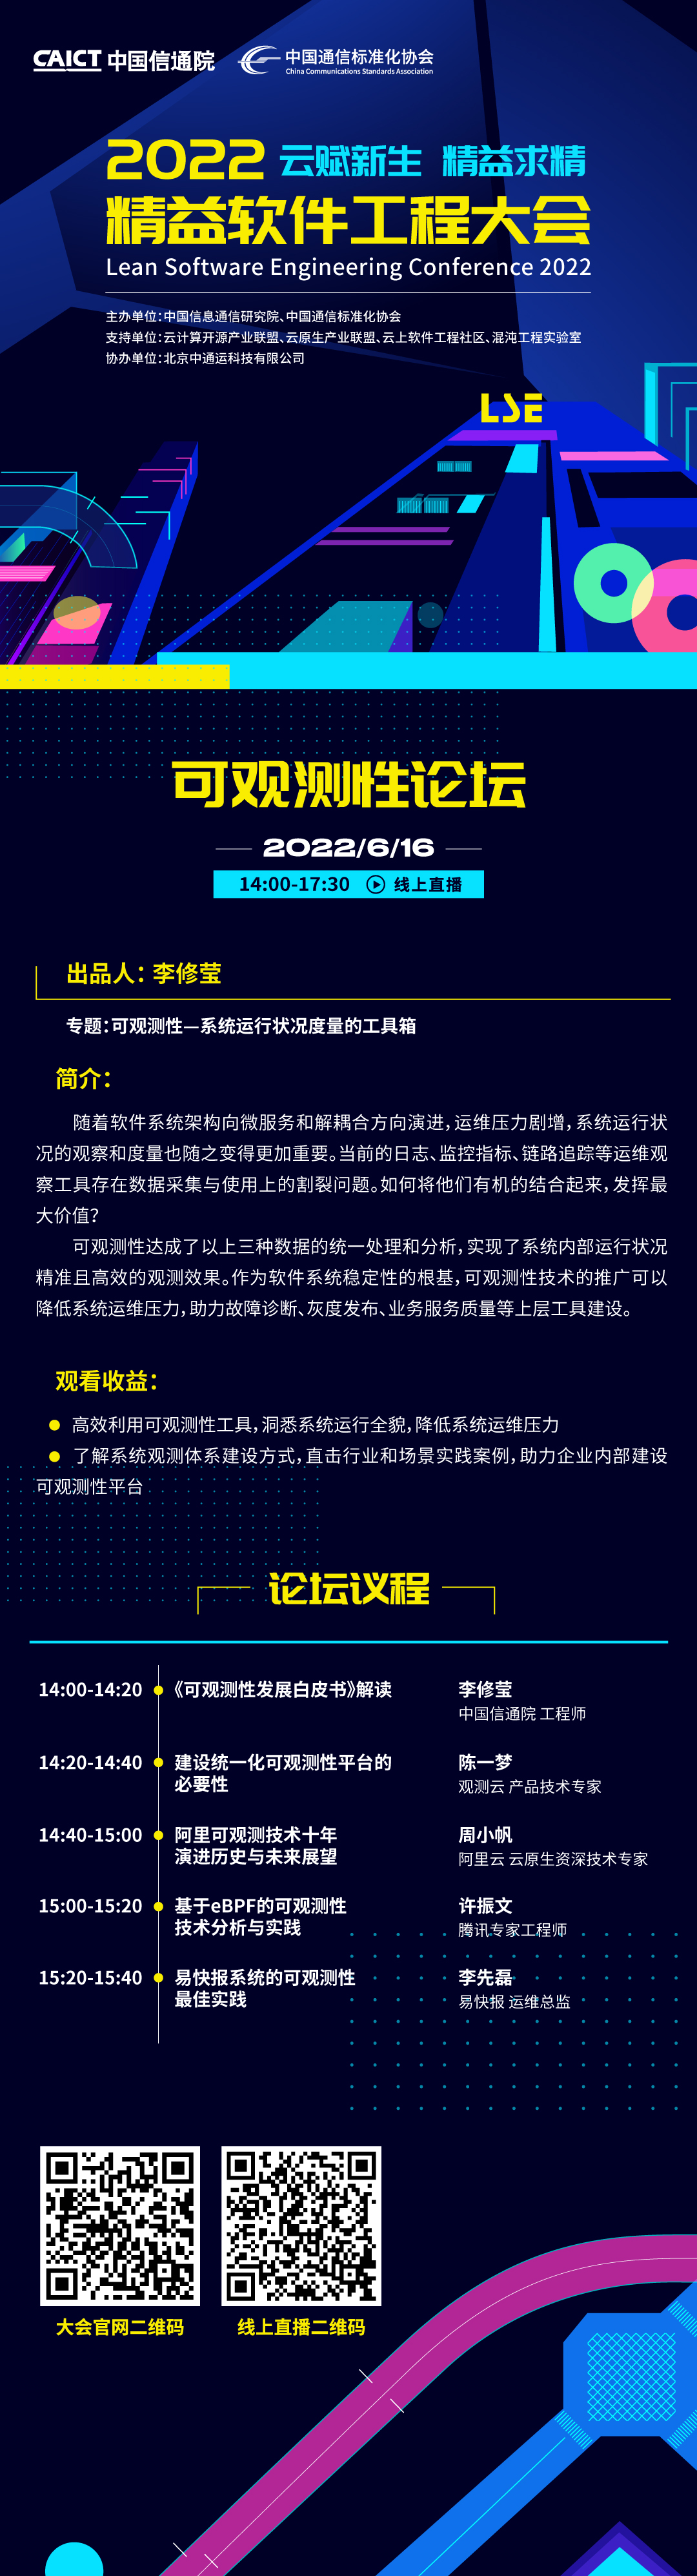 CAICT 中国信通院 中国通信标准化协会
China Communications Standards Association
2022 云赋新生 精益求精
精益软件工程大会
Lean Software Engineering Conference 2022
主办单位:中国信息通信研究院、中国通信标准化协会
支持单位:云计算开源产业联盟、云原生产业联盟、云上软件工程社区、混沌工程实验室
协办单位:北京中通运科技有限公司
LSE
可观测性论坛
2022/6/16
14:00-17:30 线上直播
出品人: 李修莹
专题:可观测性—系统运行状况度量的工具箱
简介:
随着软件系统架构向微服务和解耦合方向演进,运维压力剧增,系统运行状
况的观察和度量也随之变得更加重要。当前的日志、监控指标、链路追踪等运维观
察工具存在数据采集与使用上的割裂问题。如何将他们有机的结合起来,发挥最
大价值?
可观测性达成了以上三种数据的统一处理和分析,实现了系统内部运行状况
精准且高效的观测效果。作为软件系统稳定性的根基,可观测性技术的推广可以
降低系统运维压力,助力故障诊断、灰度发布、业务服务质量等上层工具建设。
观看收益:
● 高效利用可观测性工具,洞悉系统运行全貌,降低系统运维压力
● 了解系统观测体系建设方式,直击行业和场景实践案例,助力企业内部建设
可观测性平台
论坛议程
14:00-14:20 《可观测性发展白皮书》解读 李修莹
中国信通院 工程师
14:20-14:40 建设统一化可观测性平台的 陈一梦
必要性 观测云 产品技术专家
14:40-15:00 阿里可观测技术十年 周小帆
演进历史与未来展望 阿里云 云原生资深技术专家
15:00-15:20 基于eBPF的可观测性 许振文
技术分析与实践 腾讯专家工程师
15:20-15:40 易快报系统的可观测性 李先磊
最佳实践 易快报 运维总监
大会官网二维码 线上直播二维码